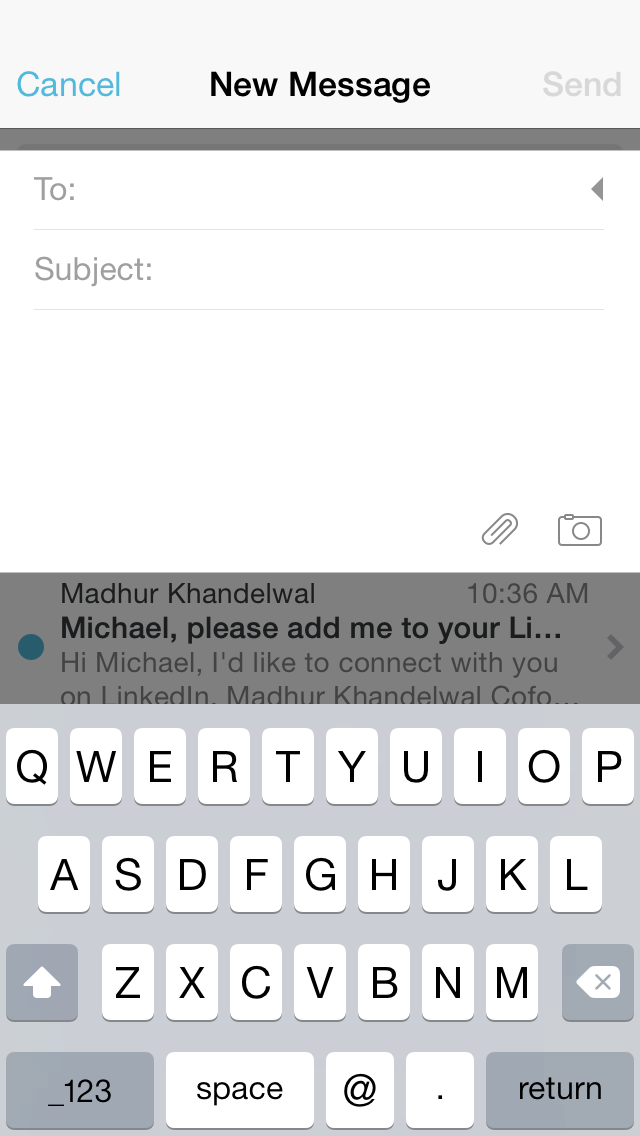 Cancel New Message Send
To:
Subject:
Madhur Khandelwal 10:36 AM
Michael, please add me to your Li...
Hi Michael, I'd like to connect with you
on LinkedIn. Madhur Khandelwal Cofo...
Q W E R T Y U I O P
A S D F G H J K L
Z X C V B N M
_123 space @ . return